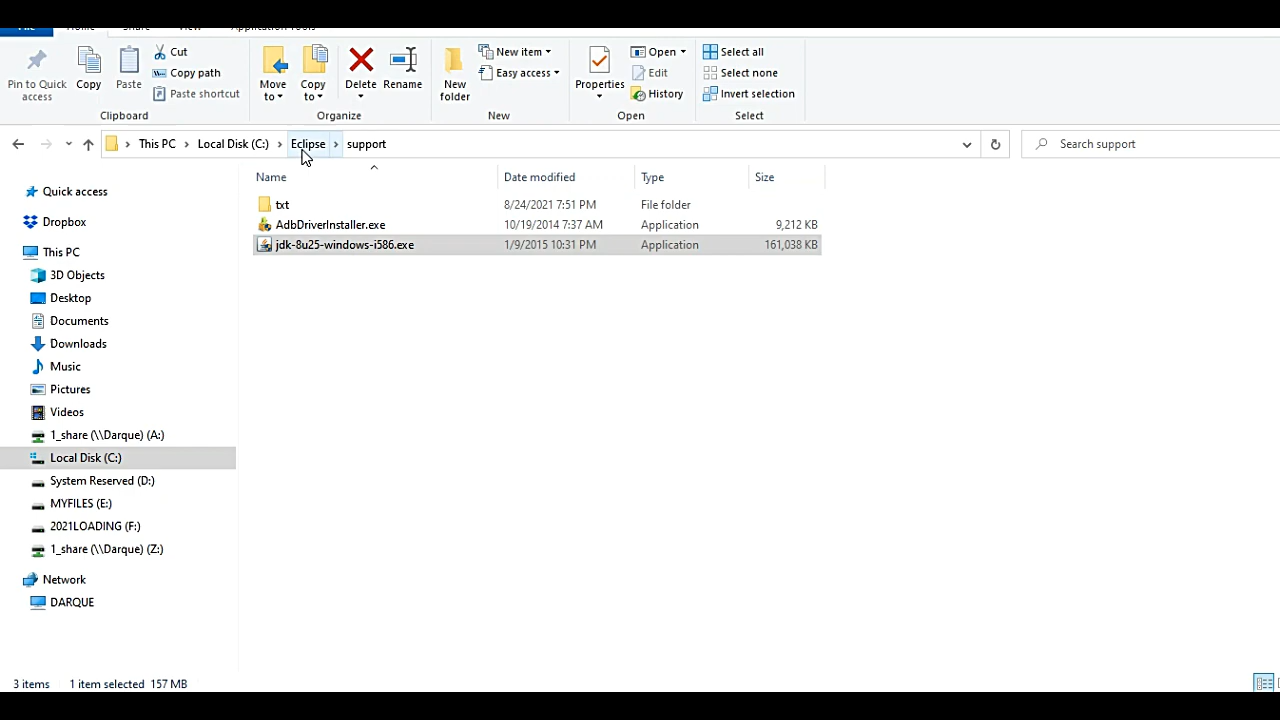 File Home Share View Application Tools
Cut
Copy path
Paste shortcut
Pin to Quick access
Copy
Paste
Clipboard
Move to
Copy to
Delete
Rename
Organize
New folder
New item
Easy access
New
Properties
Open
Edit
History
Open
Select all
Select none
Invert selection
Select
This PC Local Disk (C:) Eclipse support
Search support
Name Date modified Type Size
txt 8/24/2021 7:51 PM File folder
AdbDriverInstaller.exe 10/19/2014 7:37 AM Application 9,212 KB
jdk-8u25-windows-i586.exe 1/9/2015 10:31 PM Application 161,038 KB
Quick access
Dropbox
This PC
3D Objects
Desktop
Documents
Downloads
Music
Pictures
Videos
1_share (\\Darque) (A:)
Local Disk (C:)
System Reserved (D:)
MYFILES (E:)
2021LOADING (F:)
1_share (\\Darque) (Z:)
Network
DARQUE
3 items 1 item selected 157 MB